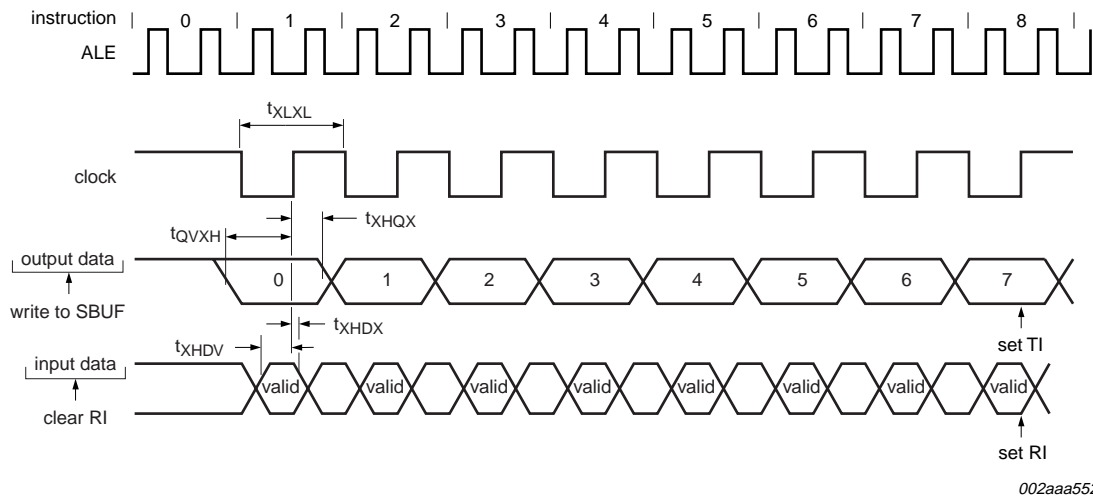 instruction 0 1 2 3 4 5 6 7 8
ALE
tXLXL
clock
tXHQX
tQVXH
output data 0 1 2 3 4 5 6 7
write to SBUF
tXHDX
set TI
tXHDV
input data valid valid valid valid valid valid valid valid
clear RI
set RI
002aaa552